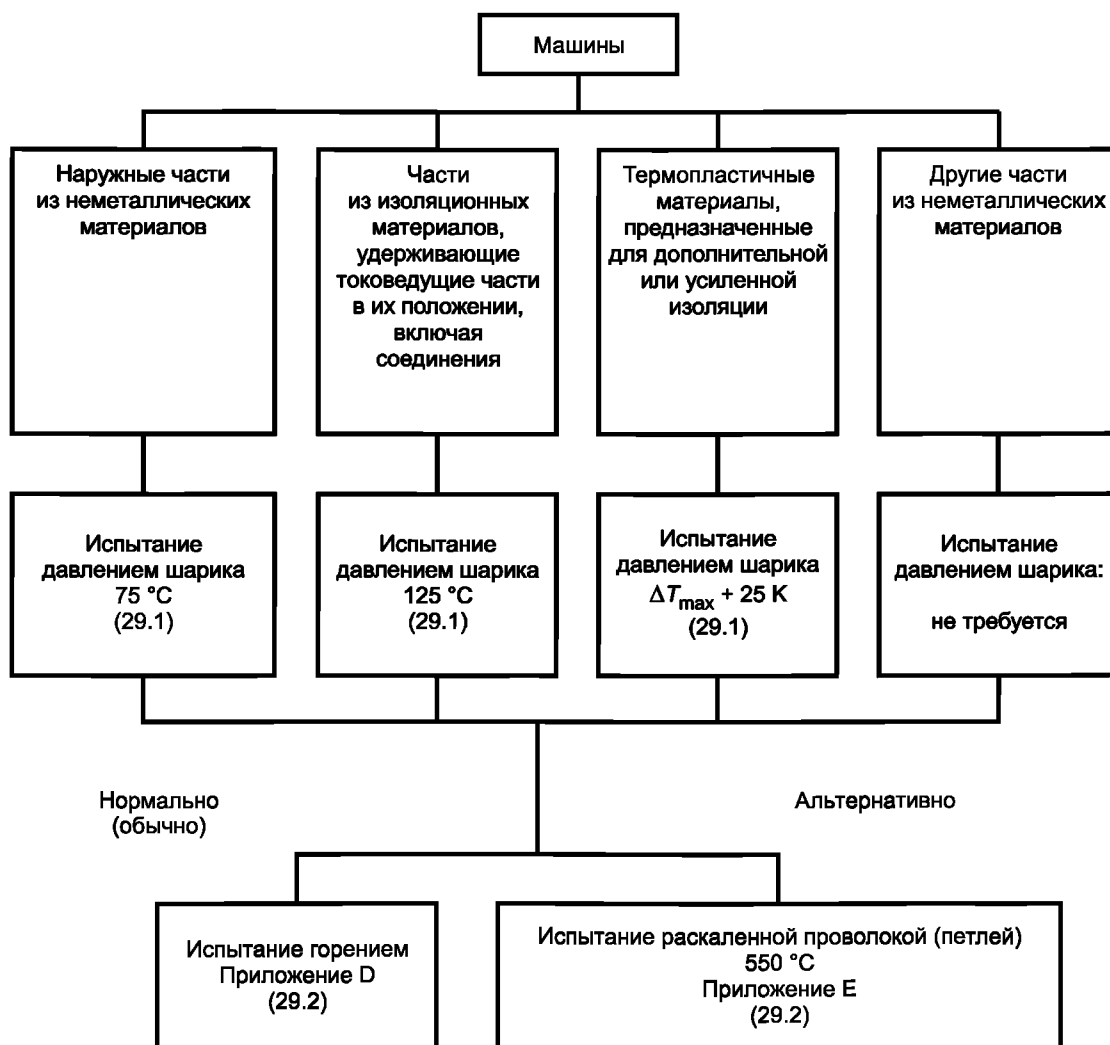 Машины
Наружные части
из неметаллических
материалов
Части
из изоляционных
материалов,
удерживающие
токоведущие части
в их положении,
включая
соединения
Термопластичные
материалы,
предназначенные
для дополнительной
или усиленной
изоляции
Другие части
из неметаллических
материалов
Испытание
давлением шарика
75 °C
(29.1)
Испытание
давлением шарика
125 °C
(29.1)
Испытание
давлением шарика
ΔTmax + 25 K
(29.1)
Испытание
давлением шарика:
не требуется
Нормально
(обычно)
Альтернативно
Испытание горением
Приложение D
(29.2)
Испытание раскаленной проволокой (петлей)
550 °C
Приложение E
(29.2)